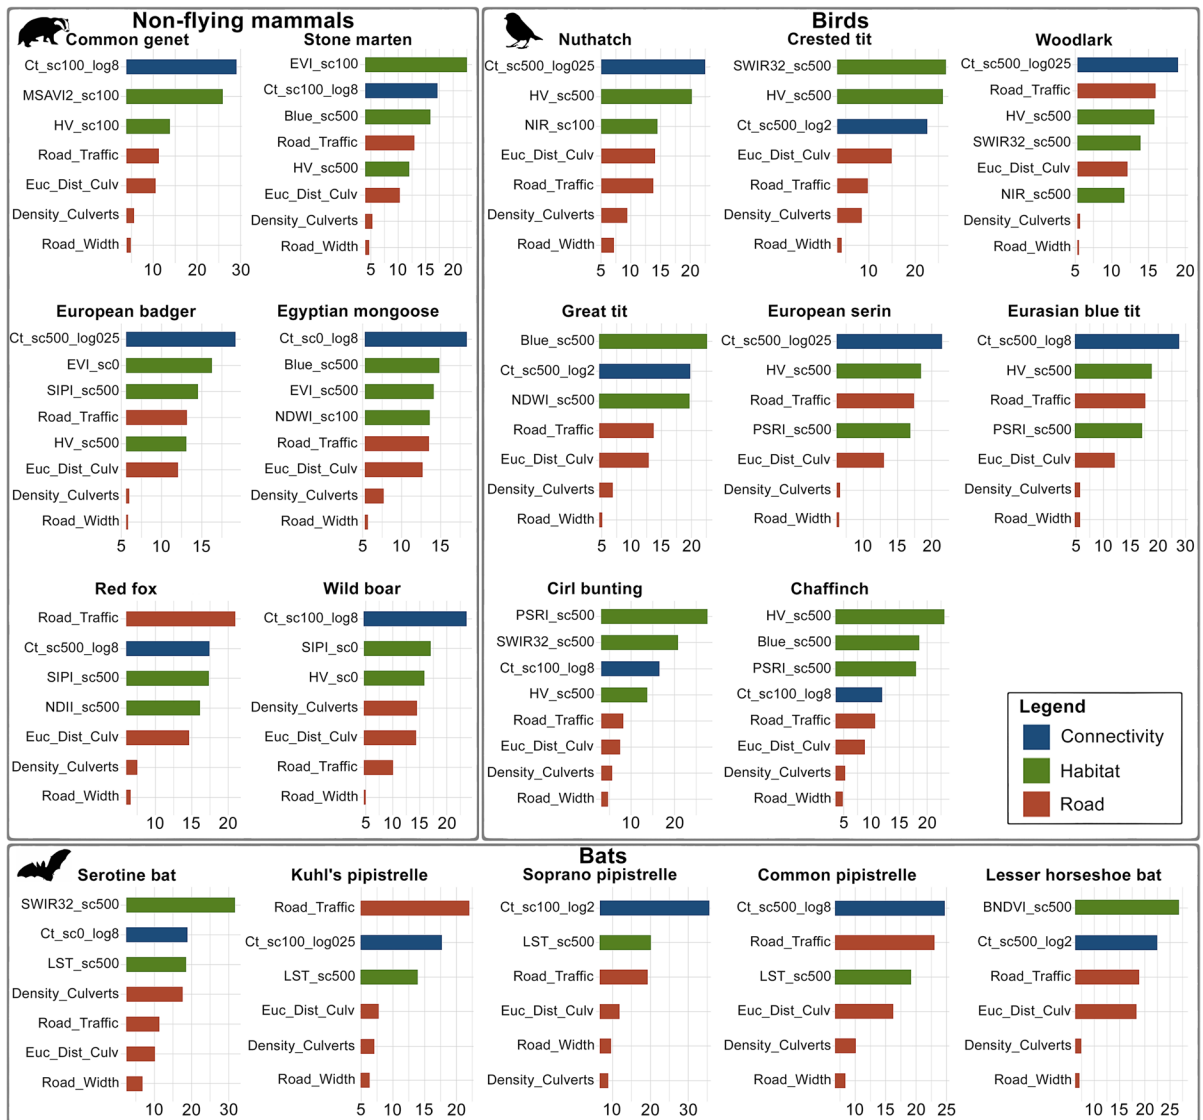 Non-flying mammals
Common genet
Ct_sc100_log8
MSAVI2_sc100
HV_sc100
Road_Traffic
Euc_Dist_Culv
Density_Culverts
Road_Width
10 20 30
Stone marten
EVI_sc100
Ct_sc100_log8
Blue_sc500
Road_Traffic
HV_sc500
Euc_Dist_Culv
Density_Culverts
Road_Width
5 10 15 20
European badger
Ct_sc500_log025
EVI_sc0
SIPI_sc500
Road_Traffic
HV_sc500
Euc_Dist_Culv
Density_Culverts
Road_Width
5 10 15
Egyptian mongoose
Ct_sc0_log8
Blue_sc500
EVI_sc500
NDWI_sc100
Road_Traffic
Euc_Dist_Culv
Density_Culverts
Road_Width
5 10 15
Red fox
Road_Traffic
Ct_sc500_log8
SIPI_sc500
NDII_sc500
Euc_Dist_Culv
Density_Culverts
Road_Width
10 15 20
Wild boar
Ct_sc100_log8
SIPI_sc0
HV_sc0
Density_Culverts
Euc_Dist_Culv
Road_Traffic
Road_Width
5 10 15 20
Birds
Nuthatch
Ct_sc500_log025
HV_sc500
NIR_sc100
Euc_Dist_Culv
Road_Traffic
Density_Culverts
Road_Width
5 10 15 20
Crested tit
SWIR32_sc500
HV_sc500
Ct_sc500_log2
Euc_Dist_Culv
Road_Traffic
Density_Culverts
Road_Width
10 20
Woodlark
Ct_sc500_log025
Road_Traffic
HV_sc500
SWIR32_sc500
Euc_Dist_Culv
NIR_sc500
Density_Culverts
Road_Width
5 10 15 20
Great tit
Blue_sc500
Ct_sc500_log2
NDWI_sc500
Road_Traffic
Euc_Dist_Culv
Density_Culverts
Road_Width
5 10 15 20
European serin
Ct_sc500_log025
HV_sc500
Road_Traffic
PSRI_sc500
Euc_Dist_Culv
Density_Culverts
Road_Width
5 10 15 20
Eurasian blue tit
Ct_sc500_log8
HV_sc500
Road_Traffic
PSRI_sc500
Euc_Dist_Culv
Density_Culverts
Road_Width
5 10 15 20 25 30
Cirl bunting
PSRI_sc500
SWIR32_sc500
Ct_sc100_log8
HV_sc500
Road_Traffic
Euc_Dist_Culv
Density_Culverts
Road_Width
10 20
Chaffinch
HV_sc500
Blue_sc500
PSRI_sc500
Ct_sc100_log8
Road_Traffic
Euc_Dist_Culv
Density_Culverts
Road_Width
5 10 15 20
Legend
Connectivity
Habitat
Road
Bats
Serotine bat
SWIR32_sc500
Ct_sc0_log8
LST_sc500
Density_Culverts
Road_Traffic
Euc_Dist_Culv
Road_Width
10 20 30
Kuhl's pipistrelle
Road_Traffic
Ct_sc100_log025
LST_sc500
Euc_Dist_Culv
Density_Culverts
Road_Width
5 10 15 20
Soprano pipistrelle
Ct_sc100_log2
LST_sc500
Road_Traffic
Euc_Dist_Culv
Road_Width
Density_Culverts
10 20 30
Common pipistrelle
Ct_sc500_log8
Road_Traffic
LST_sc500
Euc_Dist_Culv
Density_Culverts
Road_Width
10 15 20 25
Lesser horseshoe bat
BNDVI_sc500
Ct_sc500_log2
Road_Traffic
Euc_Dist_Culv
Density_Culverts
Road_Width
10 15 20 25